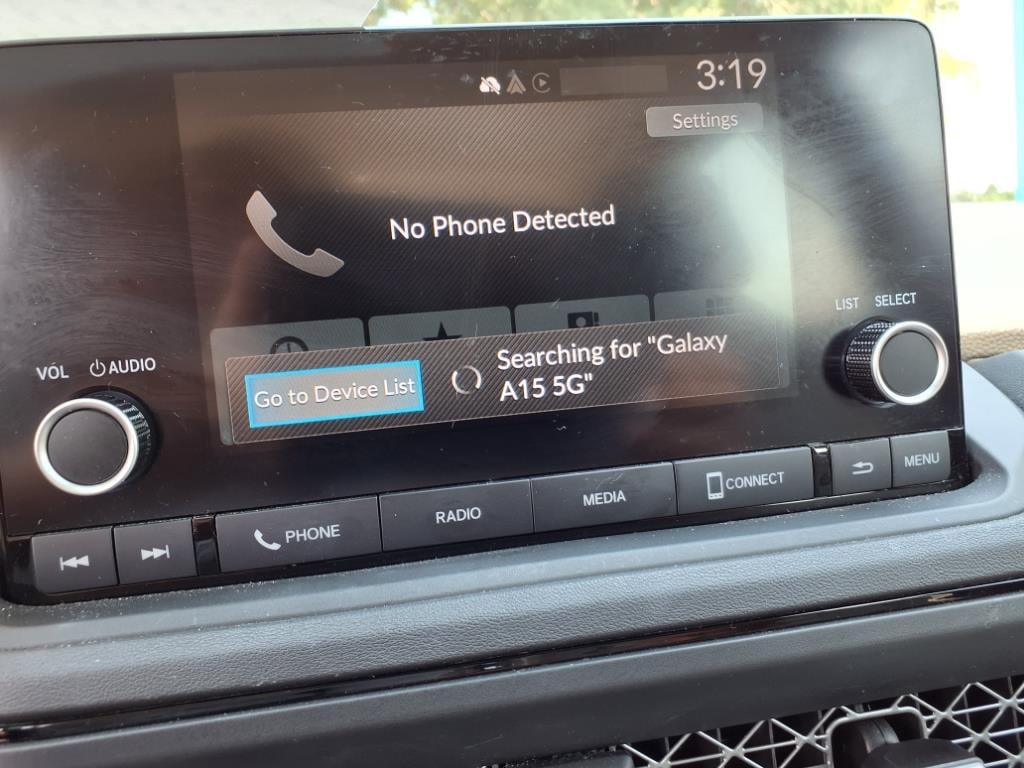 3:19
Settings
No Phone Detected
Go to Device List
Searching for "Galaxy
A15 5G"
VOL AUDIO
LIST SELECT
PHONE
RADIO
MEDIA
CONNECT
MENU